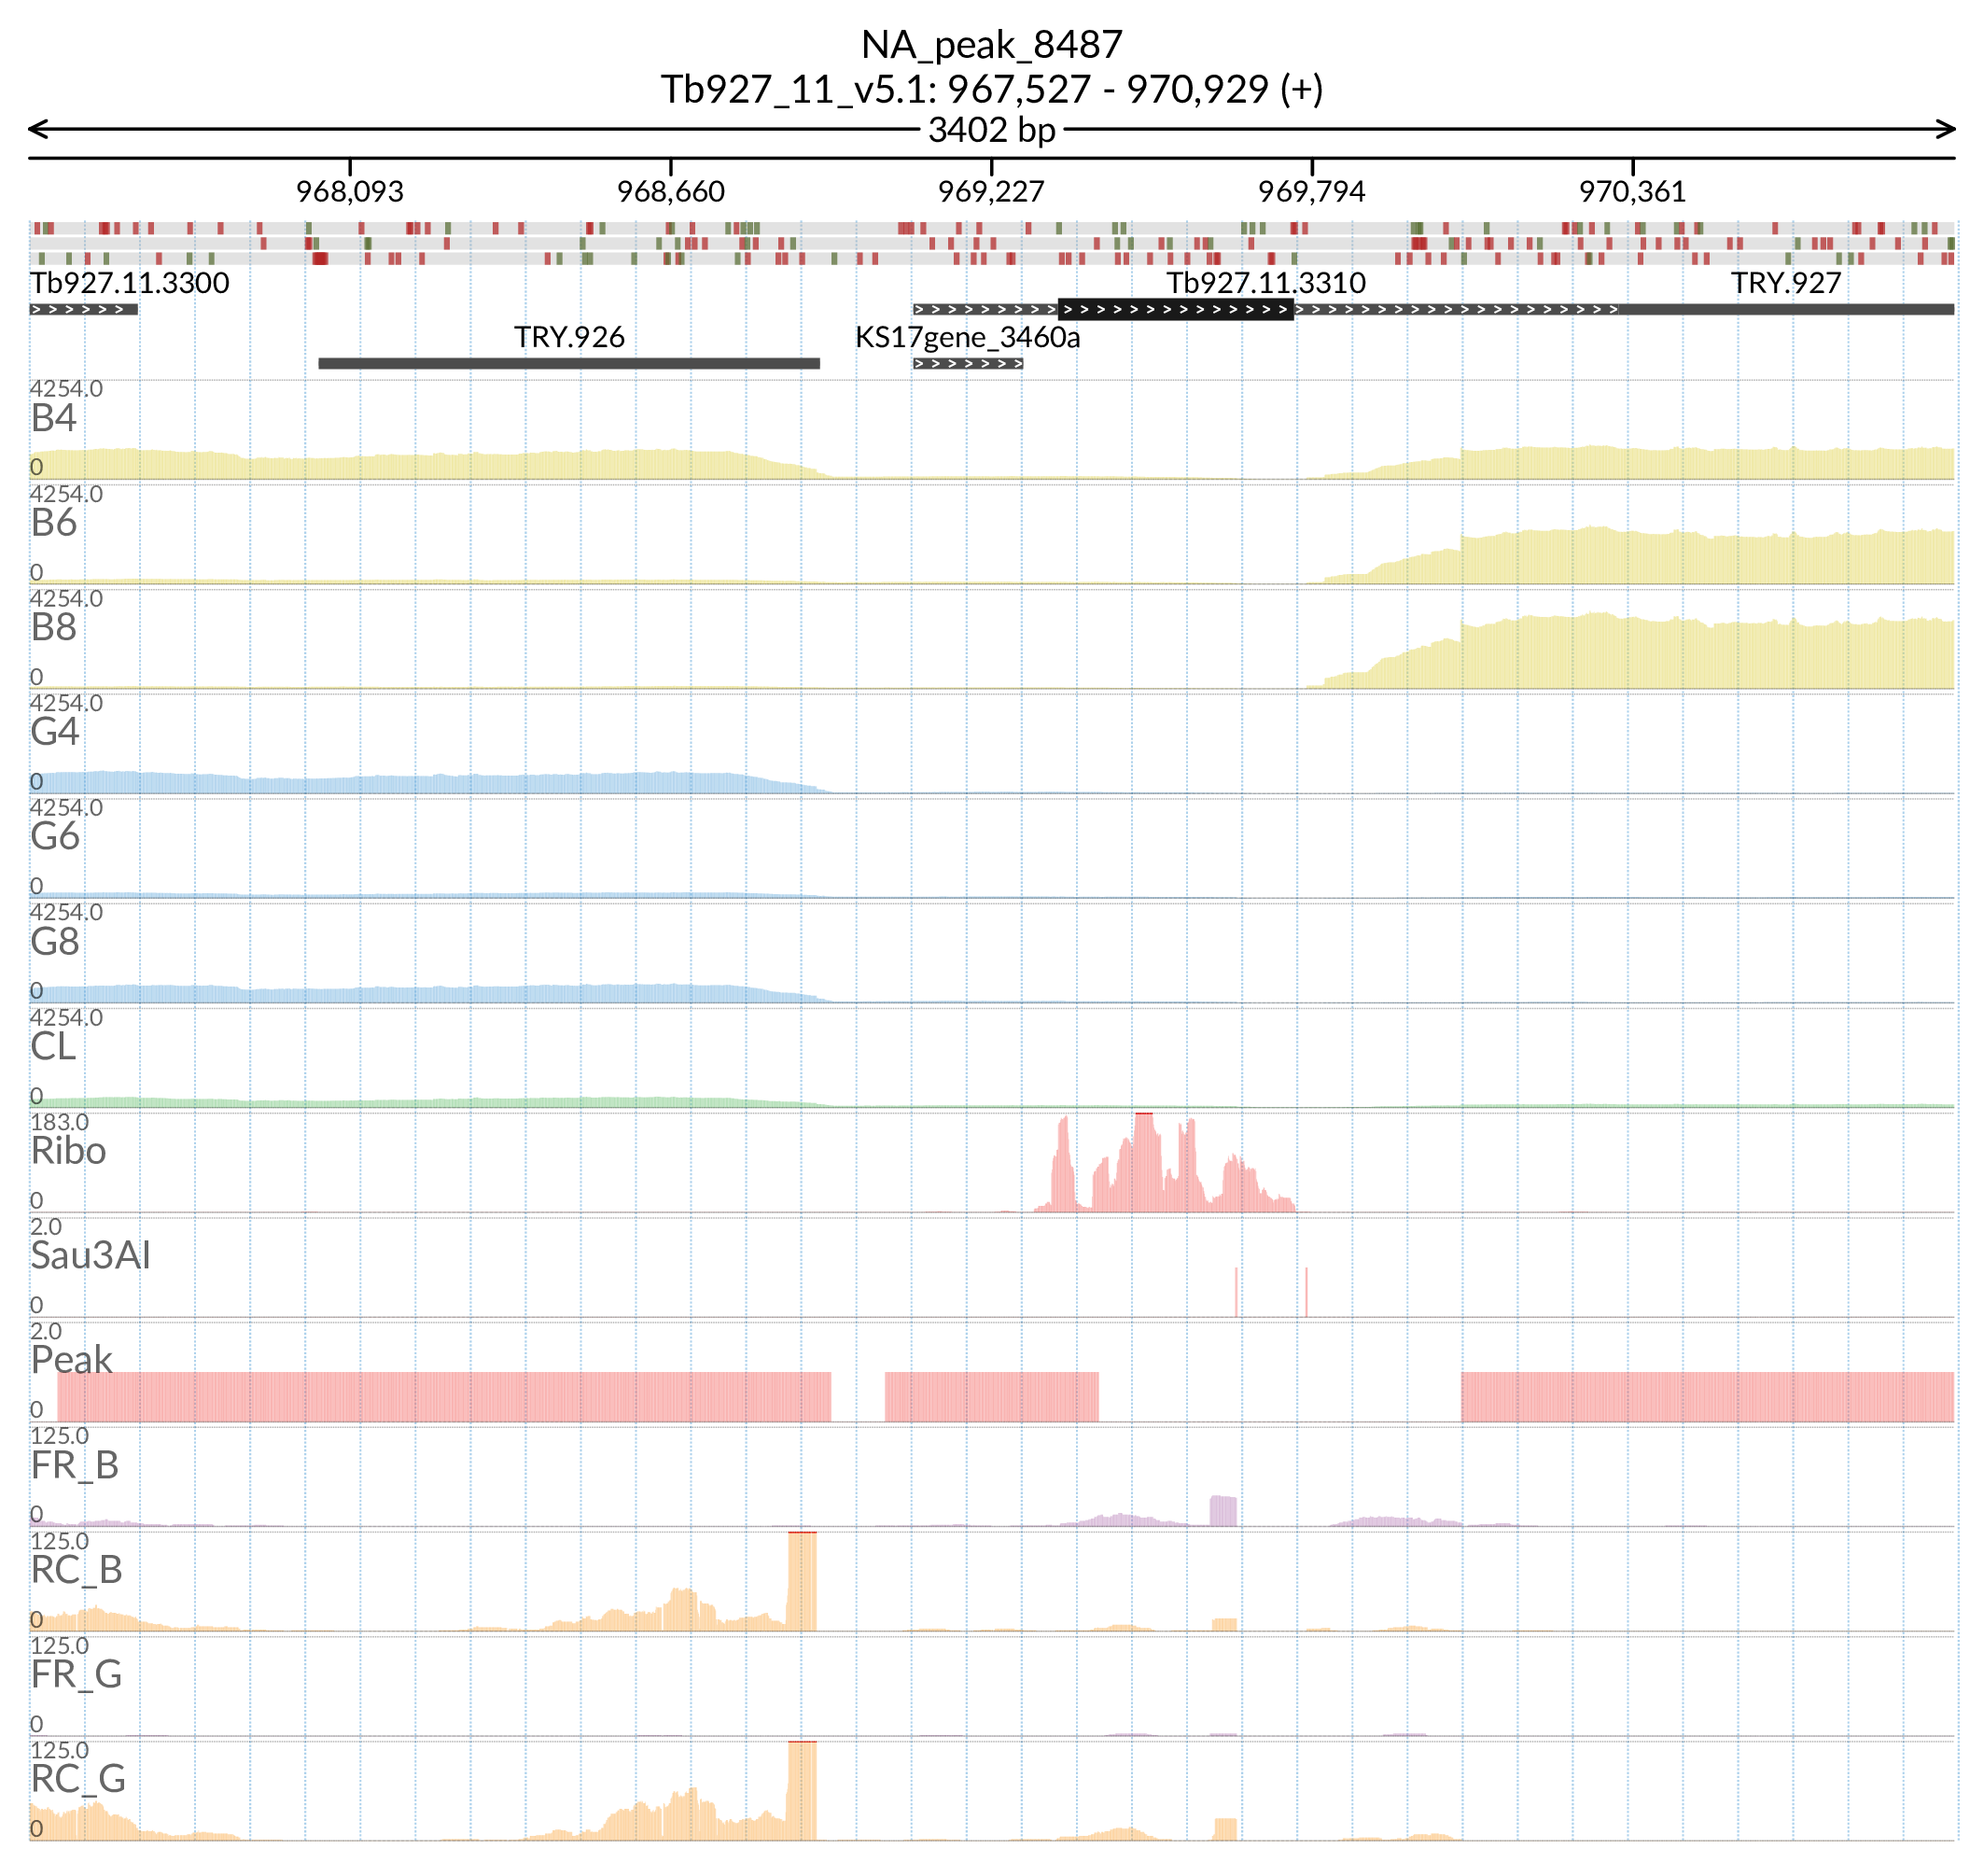 NA_peak_8487
Tb927_11_v5.1: 967,527 - 970,929 (+)
3402 bp
968,093 968,660 969,227 969,794 970,361
Tb927.11.3300 Tb927.11.3310 TRY.927
TRY.926 KS17gene_3460a
4254.0
B4
0
4254.0
B6
0
4254.0
B8
0
4254.0
G4
0
4254.0
G6
0
4254.0
G8
0
4254.0
CL
0
183.0
Ribo
0
2.0
Sau3AI
0
2.0
Peak
0
125.0
FR_B
0
125.0
RC_B
0
125.0
FR_G
0
125.0
RC_G
0